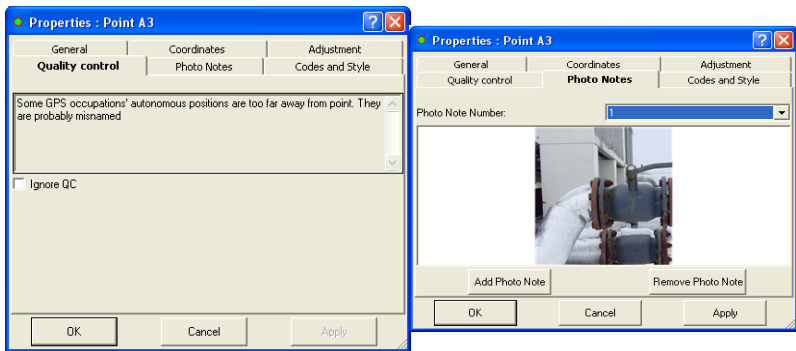 Properties : Point A3
General Coordinates Adjustment
Quality control Photo Notes Codes and Style
Some GPS occupations' autonomous positions are too far away from point. They
are probably misnamed
Ignore QC
OK Cancel Apply
Properties : Point A3
General Coordinates Adjustment
Quality control Photo Notes Codes and Style
Photo Note Number: 1
Add Photo Note Remove Photo Note
OK Cancel Apply